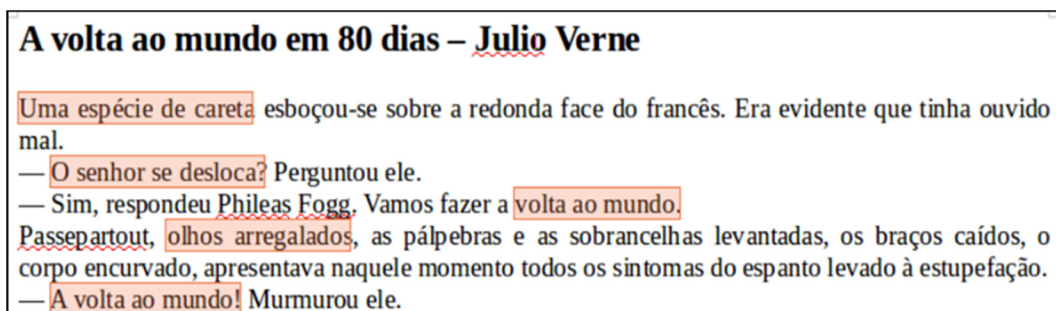 A volta ao mundo em 80 dias – Julio Verne
Uma espécie de careta esboçou-se sobre a redonda face do francês. Era evidente que tinha ouvido
mal.
— O senhor se desloca? Perguntou ele.
— Sim, respondeu Phileas Fogg. Vamos fazer a volta ao mundo.
Passepartout, olhos arregalados, as pálpebras e as sobrancelhas levantadas, os braços caídos, o
corpo encurvado, apresentava naquele momento todos os sintomas do espanto levado à estupefação.
— A volta ao mundo! Murmurou ele.